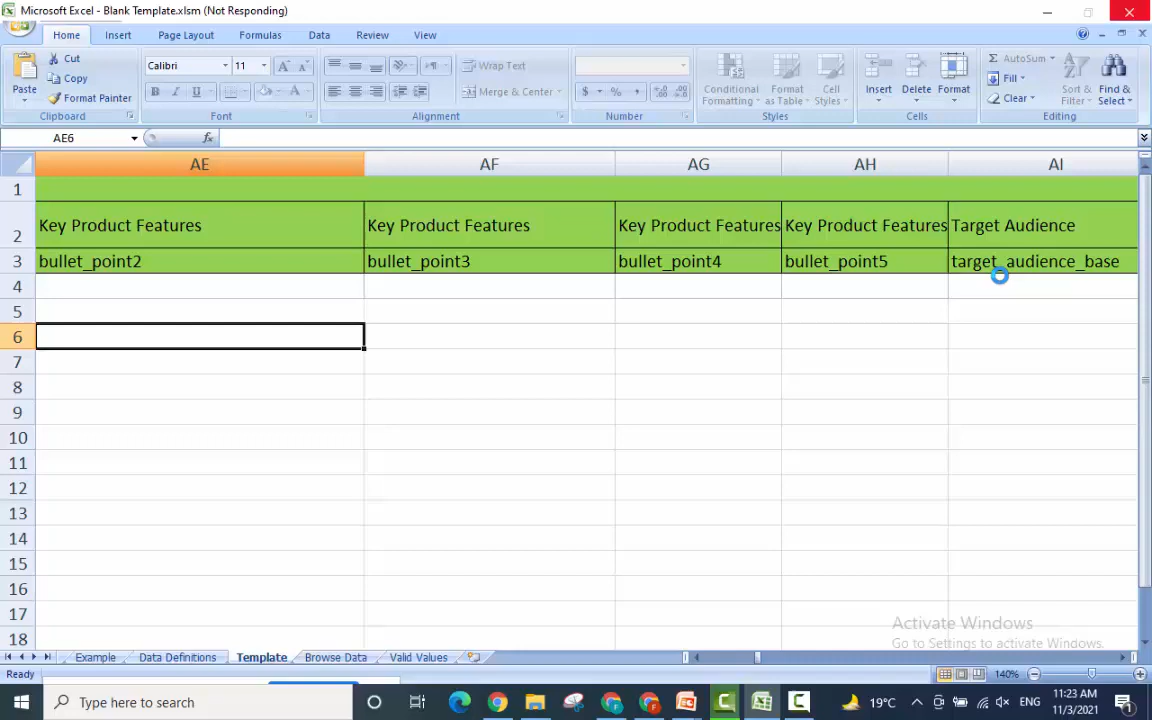 Microsoft Excel - Blank Template.xlsm (Not Responding)
Home Insert Page Layout Formulas Data Review View
Paste Cut Copy Format Painter Clipboard
Calibri 11 Font
Wrap Text Merge & Center Alignment
Number
Conditional Formatting Format as Table Cell Styles Styles
Insert Delete Format Cells
AutoSum Fill Clear Sort & Filter Find & Select Editing
AE6 fx
AE AF AG AH AI
1
2 Key Product Features Key Product Features Key Product Features Key Product Features Target Audience
3 bullet_point2 bullet_point3 bullet_point4 bullet_point5 target_audience_base
4
5
6
7
8
9
10
11
12
13
14
15
16
17
18
Activate Windows
Go to Settings to activate Windows.
Example Data Definitions Template Browse Data Valid Values
Ready 140%
Type here to search 19°C ENG 11:23 AM
11/3/2021